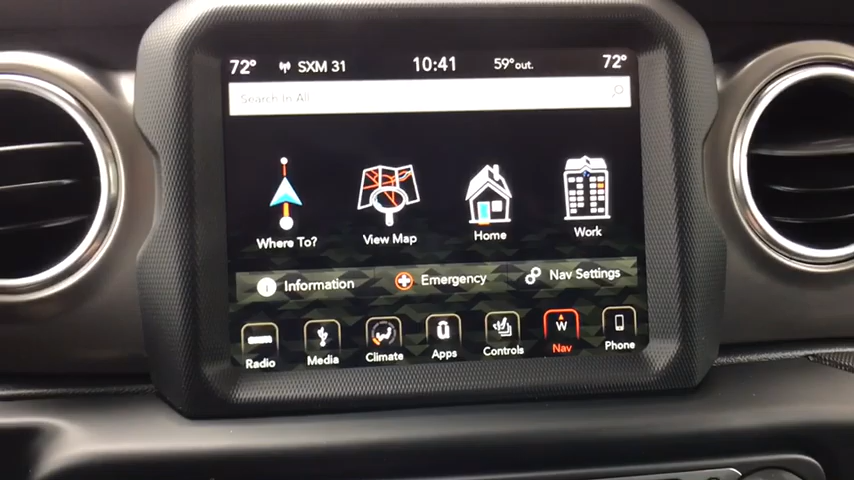 72° SXM 31 10:41 59° out. 72°
Search In All
Where To? View Map Home Work
Information Emergency Nav Settings
W
Radio Media Climate Apps Controls Nav Phone